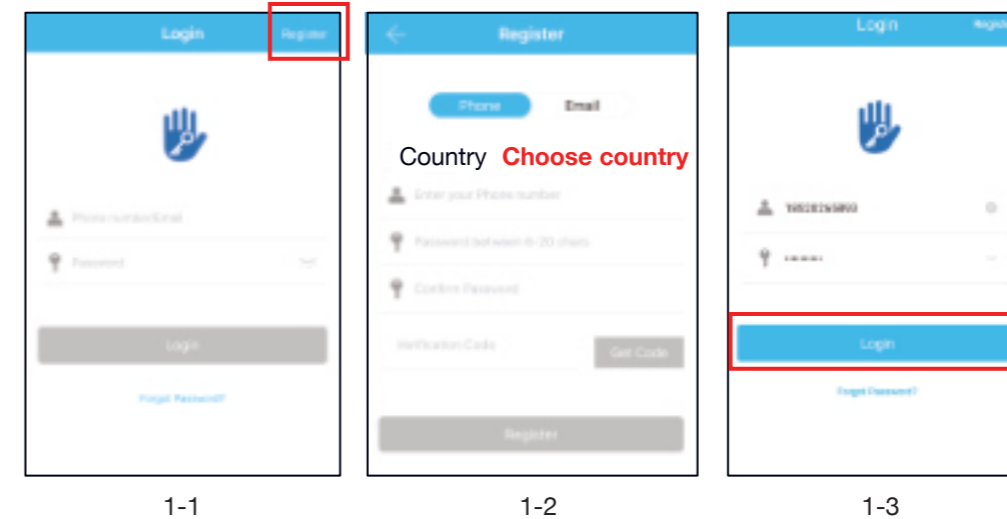 Login Register
Phone number/Email
Password
Login
Forgot Password?
1-1
Register
Phone Email
Country Choose country
Enter your Phone number
Password between 6-20 chars
Confirm Password
Verification Code Get Code
Register
1-2
Login
Login
Forgot Password?
1-3